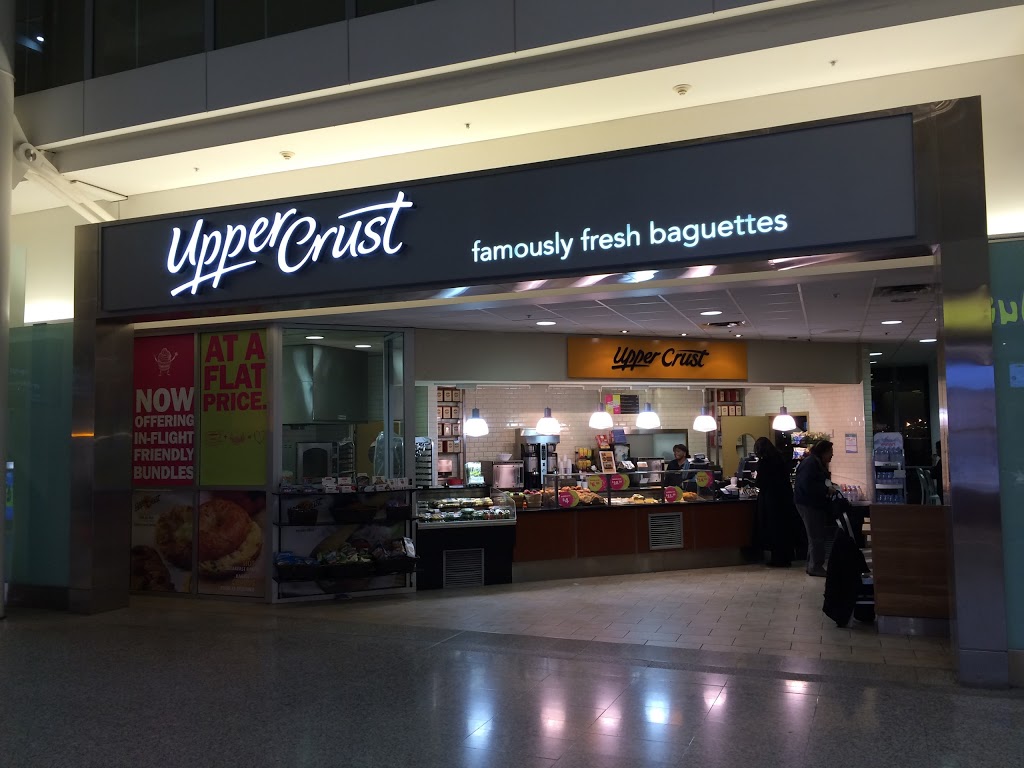 Upper Crust
famously fresh baguettes
Upper Crust
NOW
OFFERING
IN-FLIGHT
FRIENDLY
BUNDLES
AT A
FLAT
PRICE.